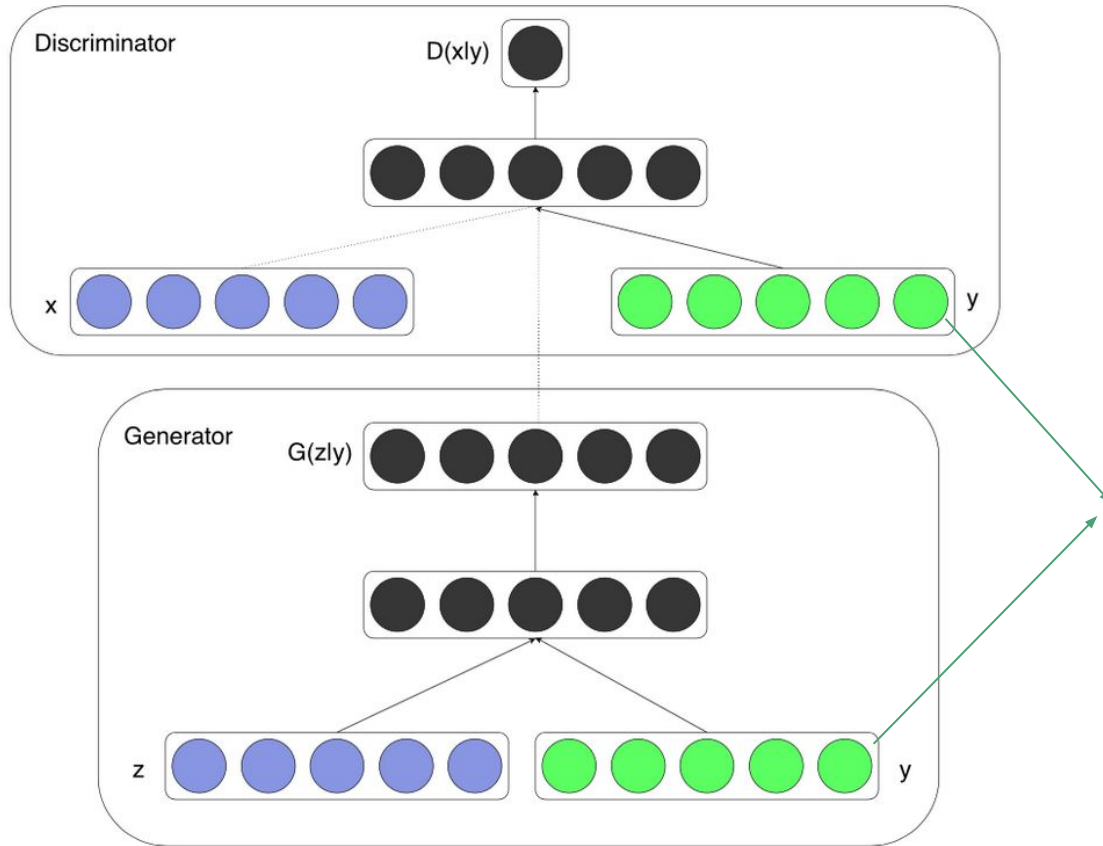 Discriminator
D(x|y)
x
y
Generator
G(z|y)
z
y